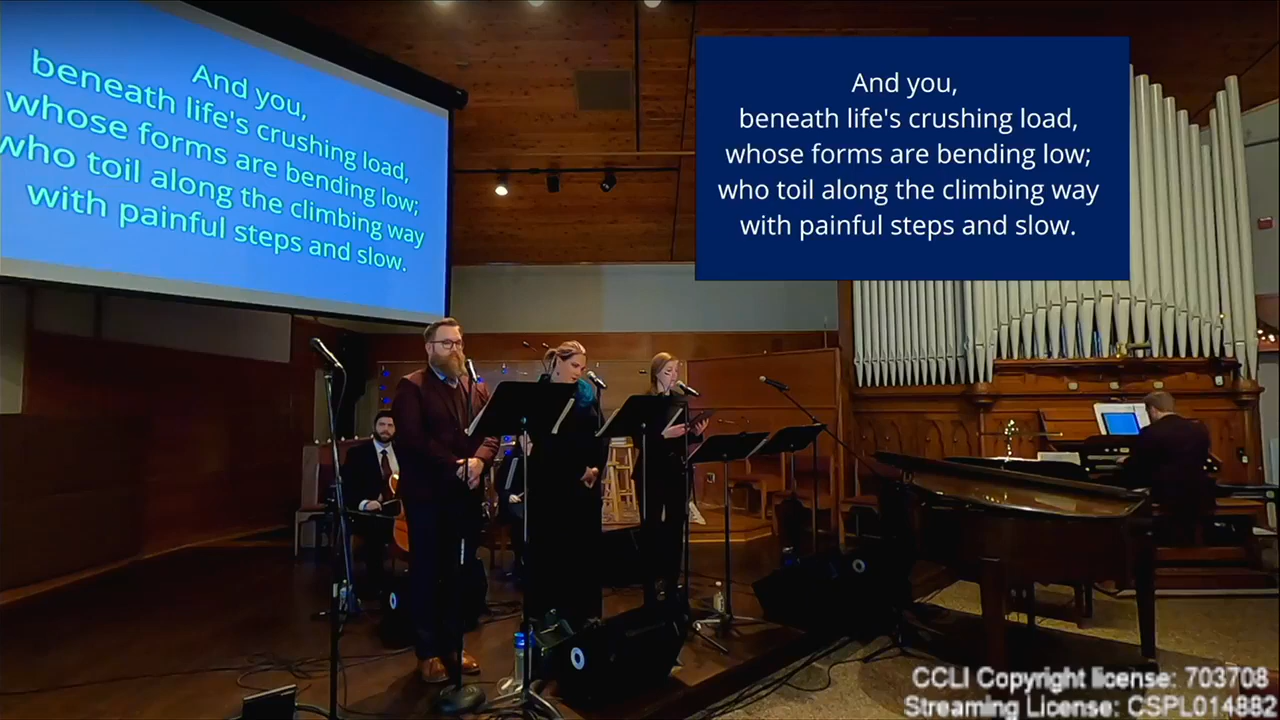 And you,
beneath life's crushing load,
whose forms are bending low;
who toil along the climbing way
with painful steps and slow.
And you,
beneath life's crushing load,
whose forms are bending low;
who toil along the climbing way
with painful steps and slow.
CCLI Copyright license: 703708
Streaming License: CSPL014882